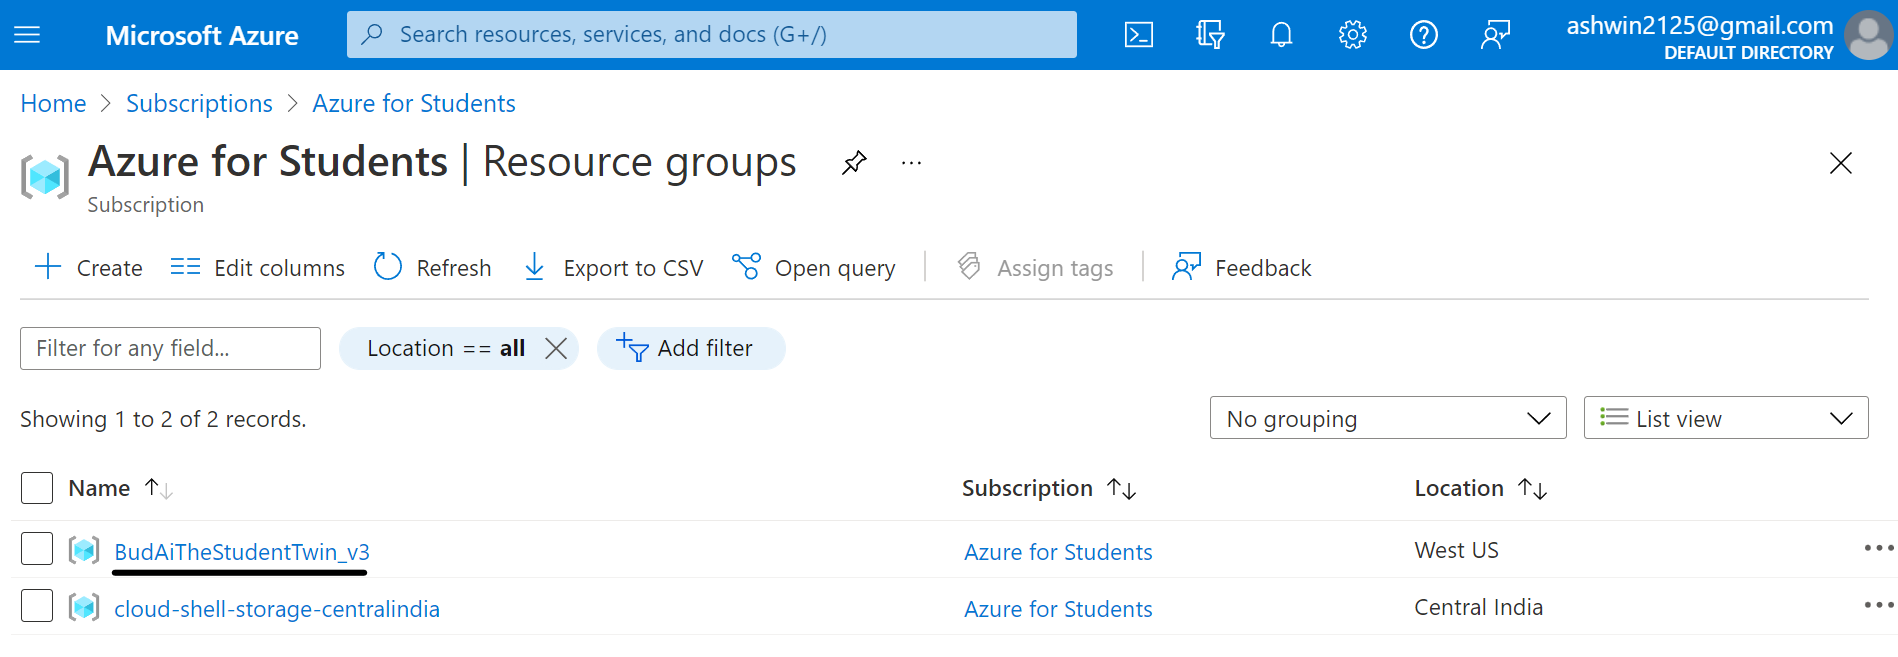 Microsoft Azure
Search resources, services, and docs (G+/)
ashwin2125@gmail.com
DEFAULT DIRECTORY
Home > Subscriptions > Azure for Students
Azure for Students | Resource groups
Subscription
Create Edit columns Refresh Export to CSV Open query Assign tags Feedback
Filter for any field... Location == all Add filter
Showing 1 to 2 of 2 records. No grouping List view
Name Subscription Location
BudAiTheStudentTwin_v3 Azure for Students West US
cloud-shell-storage-centralindia Azure for Students Central India